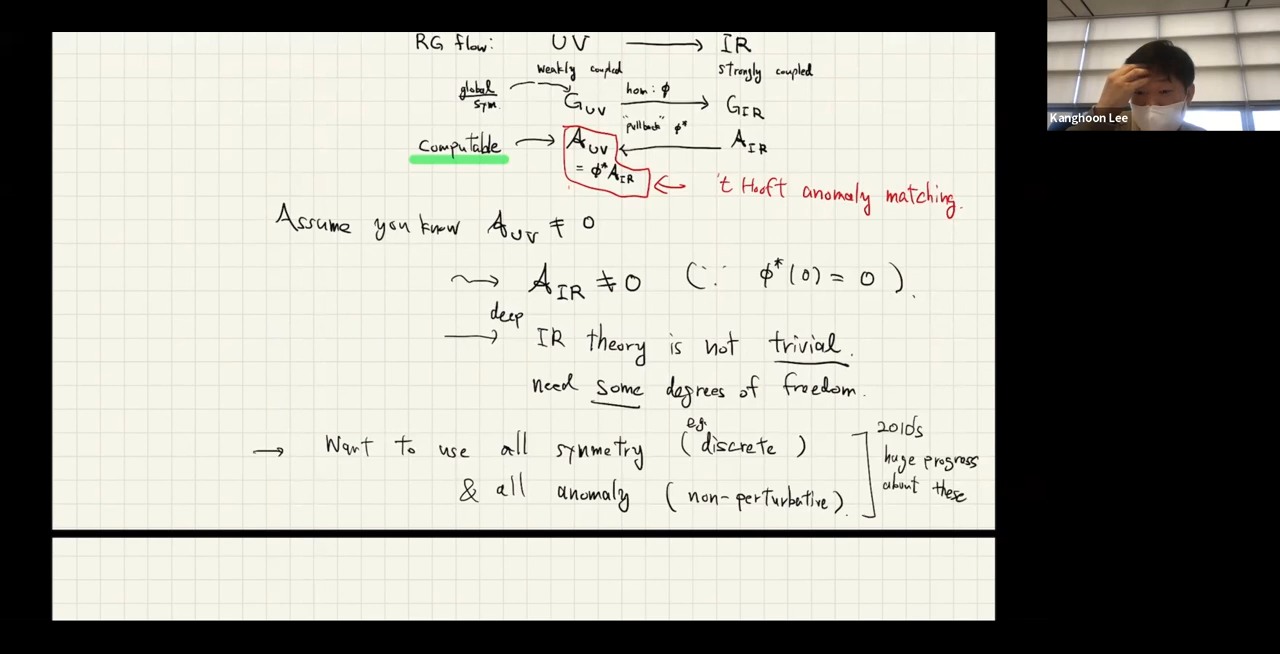 RG flow: UV → IR
weakly coupled strongly coupled
global sym. G_UV hom: φ G_IR
"pullback" φ*
Computable → A_UV ← A_IR
= φ* A_IR ← 't Hooft anomaly matching.
Assume you know A_UV ≠ 0
⇝ A_IR ≠ 0 (∵ φ*(0) = 0).
deep
→ IR theory is not trivial.
need some degrees of freedom.
→ Want to use all symmetry (e.g. discrete)
& all anomaly (non-perturbative).
2010's
huge progress
about these
Kanghoon Lee